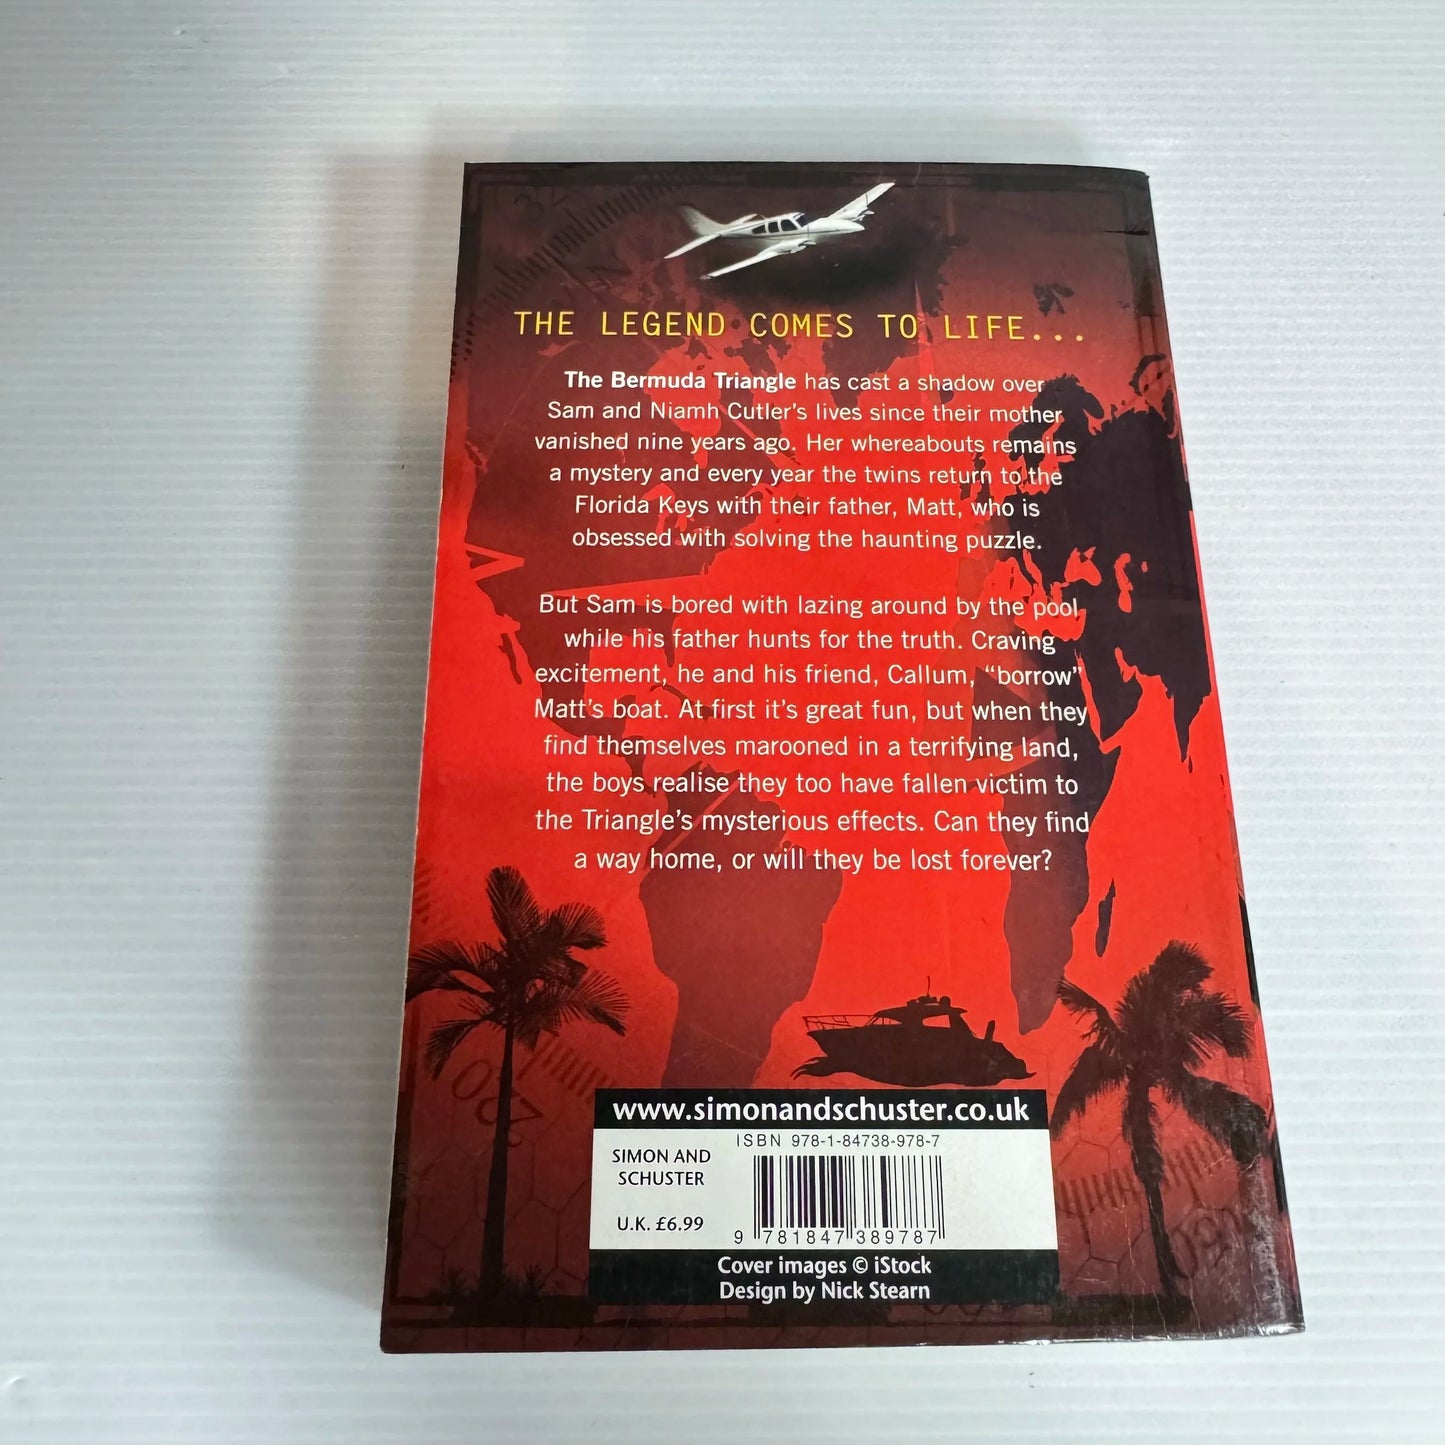 THE LEGEND COMES TO LIFE...
The Bermuda Triangle has cast a shadow over
Sam and Niamh Cutler's lives since their mother
vanished nine years ago. Her whereabouts remains
a mystery and every year the twins return to the
Florida Keys with their father, Matt, who is
obsessed with solving the haunting puzzle.
But Sam is bored with lazing around by the pool
while his father hunts for the truth. Craving
excitement, he and his friend, Callum, “borrow”
Matt's boat. At first it's great fun, but when they
find themselves marooned in a terrifying land,
the boys realise they too have fallen victim to
the Triangle's mysterious effects. Can they find
a way home, or will they be lost forever?
www.simonandschuster.co.uk
SIMON AND
SCHUSTER
U.K. £6.99
ISBN 978-1-84738-978-7
9 781847 389787
Cover images © iStock
Design by Nick Stearn